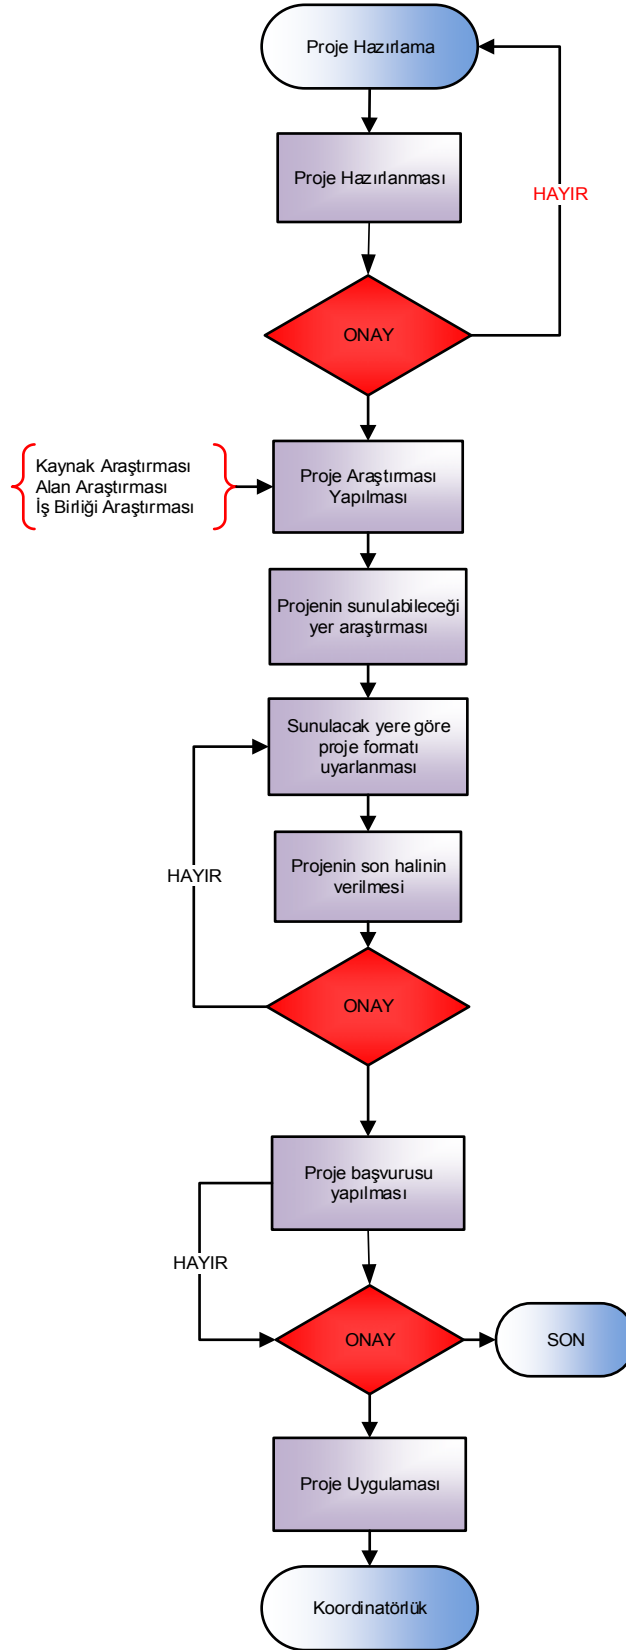 Proje Hazırlama
Proje Hazırlanması
HAYIR
ONAY
Kaynak Araştırması
Alan Araştırması
İş Birliği Araştırması
Proje Araştırması
Yapılması
Projenin sunulabileceği
yer araştırması
Sunulacak yere göre
proje formatı
uyarlanması
Projenin son halinin
verilmesi
HAYIR
ONAY
Proje başvurusu
yapılması
HAYIR
ONAY
SON
Proje Uygulaması
Koordinatörlük